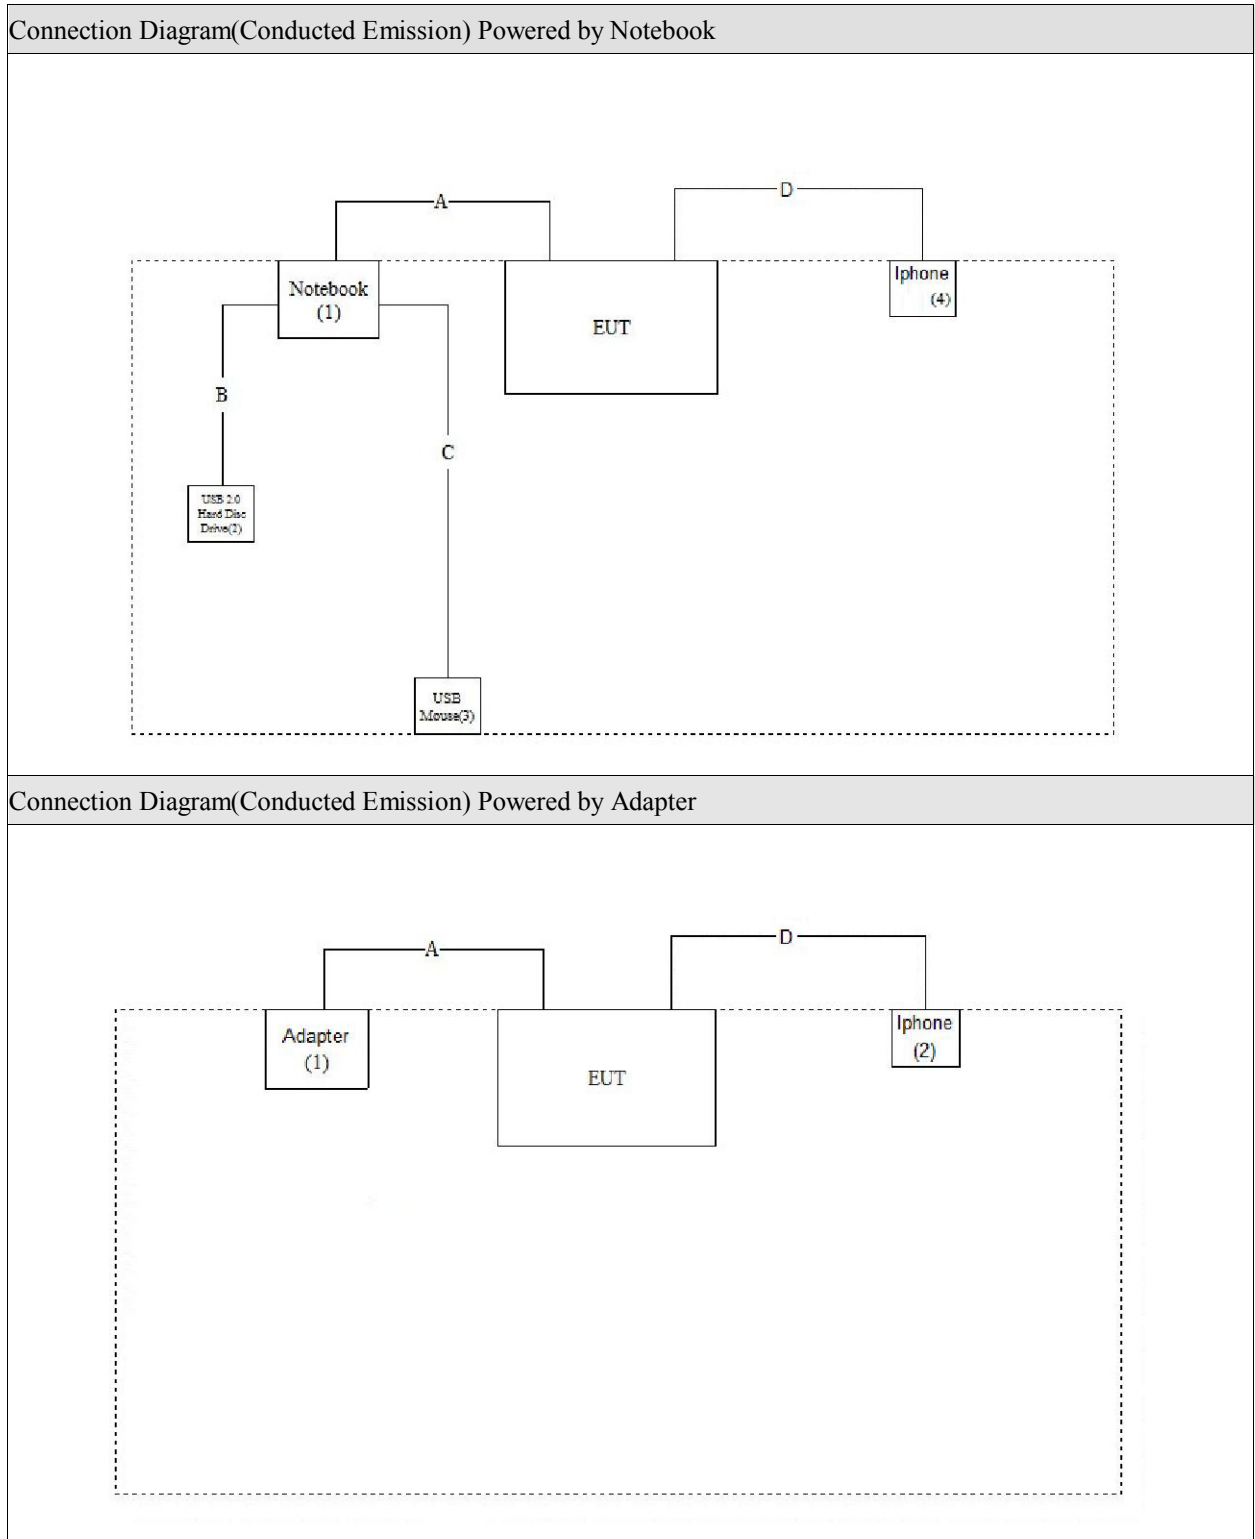 Connection Diagram(Conducted Emission) Powered by Notebook
A
D
Notebook
(1)
EUT
Iphone
(4)
B
C
USB 2.0
Hard Disc
Drive(2)
USB
Mouse(3)
Connection Diagram(Conducted Emission) Powered by Adapter
A
D
Adapter
(1)
EUT
Iphone
(2)